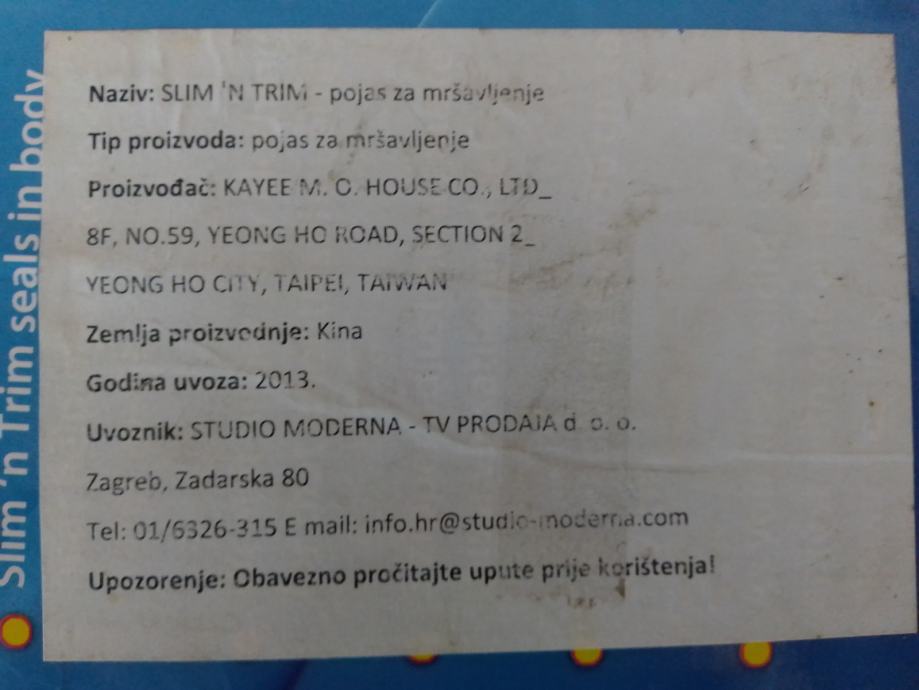 Naziv: SLIM 'N TRIM - pojas za mršavljenje
Tip proizvoda: pojas za mršavljenje
Proizvođač: KAYEE M. O. HOUSE CO., LTD_
8F, NO.59, YEONG HO ROAD, SECTION 2_
YEONG HO CITY, TAIPEI, TAIWAN
Zemlja proizvodnje: Kina
Godina uvoza: 2013.
Uvoznik: STUDIO MODERNA - TV PRODAJA d. o. o.
Zagreb, Zadarska 80
Tel: 01/6326-315 E mail: info.hr@studio-moderna.com
Upozorenje: Obavezno pročitajte upute prije korištenja!
Slim 'n Trim seals in body